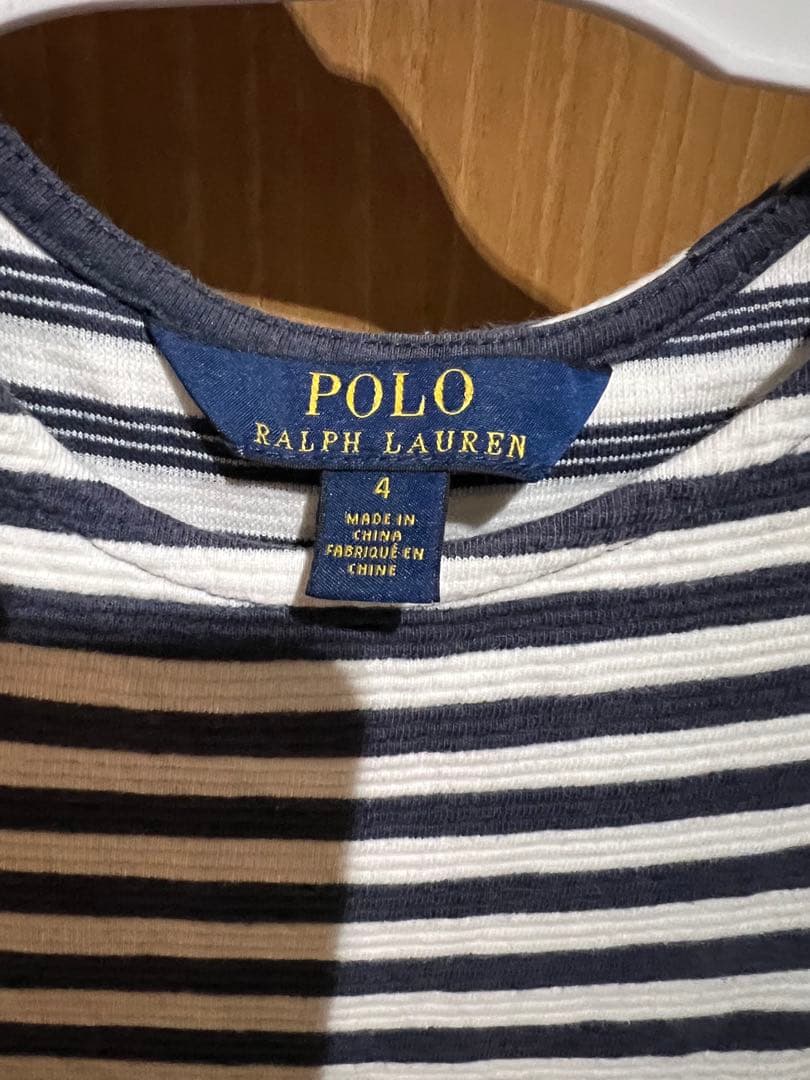 POLO
RALPH LAUREN
4
MADE IN
CHINA
FABRIQUÉ EN
CHINE